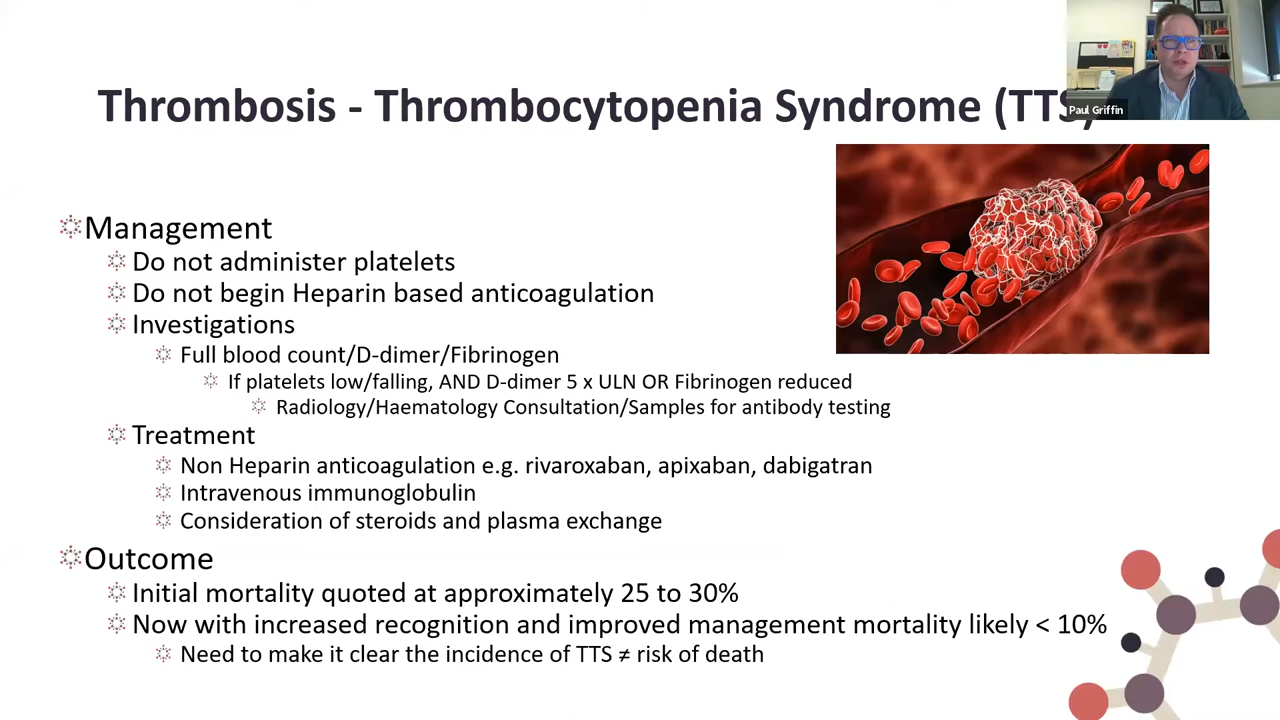 Thrombosis - Thrombocytopenia Syndrome (TTS)
Paul Griffin
Management
Do not administer platelets
Do not begin Heparin based anticoagulation
Investigations
Full blood count/D-dimer/Fibrinogen
If platelets low/falling, AND D-dimer 5 x ULN OR Fibrinogen reduced
Radiology/Haematology Consultation/Samples for antibody testing
Treatment
Non Heparin anticoagulation e.g. rivaroxaban, apixaban, dabigatran
Intravenous immunoglobulin
Consideration of steroids and plasma exchange
Outcome
Initial mortality quoted at approximately 25 to 30%
Now with increased recognition and improved management mortality likely < 10%
Need to make it clear the incidence of TTS ≠ risk of death